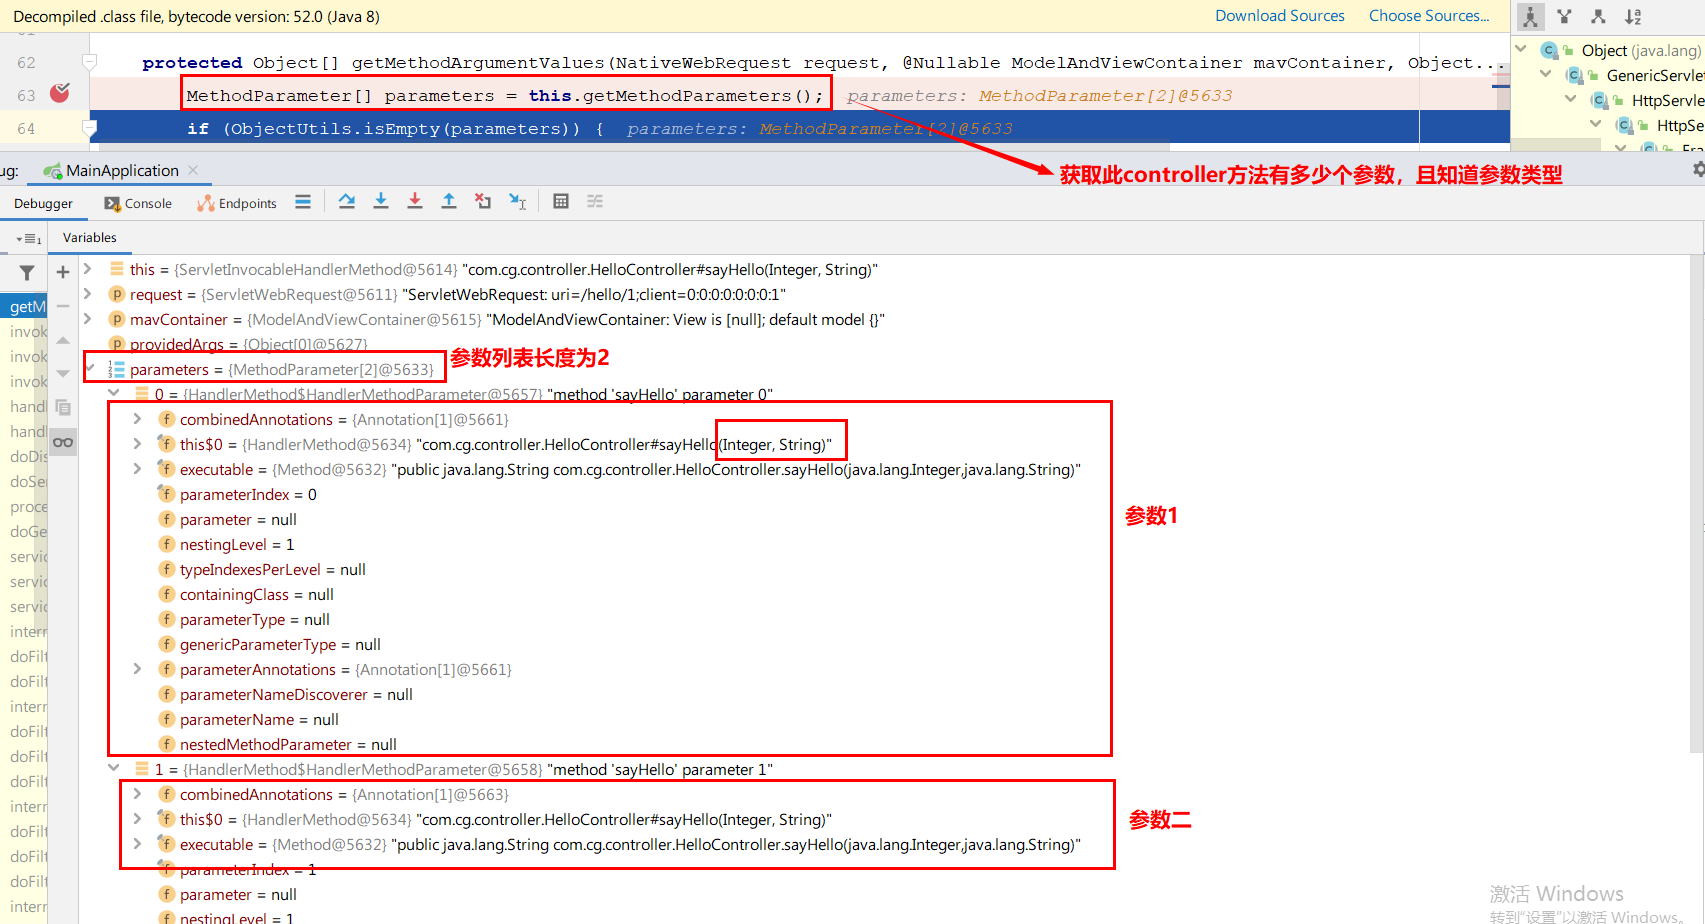 Decompiled .class file, bytecode version: 52.0 (Java 8)
Download Sources
Choose Sources...
62 protected Object[] getMethodArgumentValues(NativeWebRequest request, @Nullable ModelAndViewContainer mavContainer, Object...
63 MethodParameter[] parameters = this.getMethodParameters(); parameters: MethodParameter[2]@5633
64 if (ObjectUtils.isEmpty(parameters)) { parameters: MethodParameter[2]@5633
Object (java.lang)
GenericServlet
HttpServle
HttpSe
Fra
获取此controller方法有多少个参数，且知道参数类型
ug: MainApplication
Debugger Console Endpoints
Variables
this = {ServletInvocableHandlerMethod@5614} "com.cg.controller.HelloController#sayHello(Integer, String)"
request = {ServletWebRequest@5611} "ServletWebRequest: uri=/hello/1;client=0:0:0:0:0:0:0:1"
mavContainer = {ModelAndViewContainer@5615} "ModelAndViewContainer: View is [null]; default model {}"
providedArgs = {Object[0]@5627}
parameters = {MethodParameter[2]@5633}
参数列表长度为2
0 = {HandlerMethod$HandlerMethodParameter@5657} "method 'sayHello' parameter 0"
combinedAnnotations = {Annotation[1]@5661}
this$0 = {HandlerMethod@5634} "com.cg.controller.HelloController#sayHello(Integer, String)"
executable = {Method@5632} "public java.lang.String com.cg.controller.HelloController.sayHello(java.lang.Integer,java.lang.String)"
parameterIndex = 0
parameter = null
nestingLevel = 1
typeIndexesPerLevel = null
containingClass = null
parameterType = null
genericParameterType = null
parameterAnnotations = {Annotation[1]@5661}
parameterNameDiscoverer = null
parameterName = null
nestedMethodParameter = null
参数1
1 = {HandlerMethod$HandlerMethodParameter@5658} "method 'sayHello' parameter 1"
combinedAnnotations = {Annotation[1]@5663}
this$0 = {HandlerMethod@5634} "com.cg.controller.HelloController#sayHello(Integer, String)"
executable = {Method@5632} "public java.lang.String com.cg.controller.HelloController.sayHello(java.lang.Integer,java.lang.String)"
参数二
parameterIndex = 1
parameter = null
nestingLevel = 1
getM
invok
invok
invok
handl
handl
doDis
doSer
proce
doGe
servic
servic
servic
interr
doFilt
doFilt
interr
doFilt
doFilt
doFilt
interr
doFilt
doFilt
doFilt
interr
激活 Windows
转到"设置"以激活 Windows。